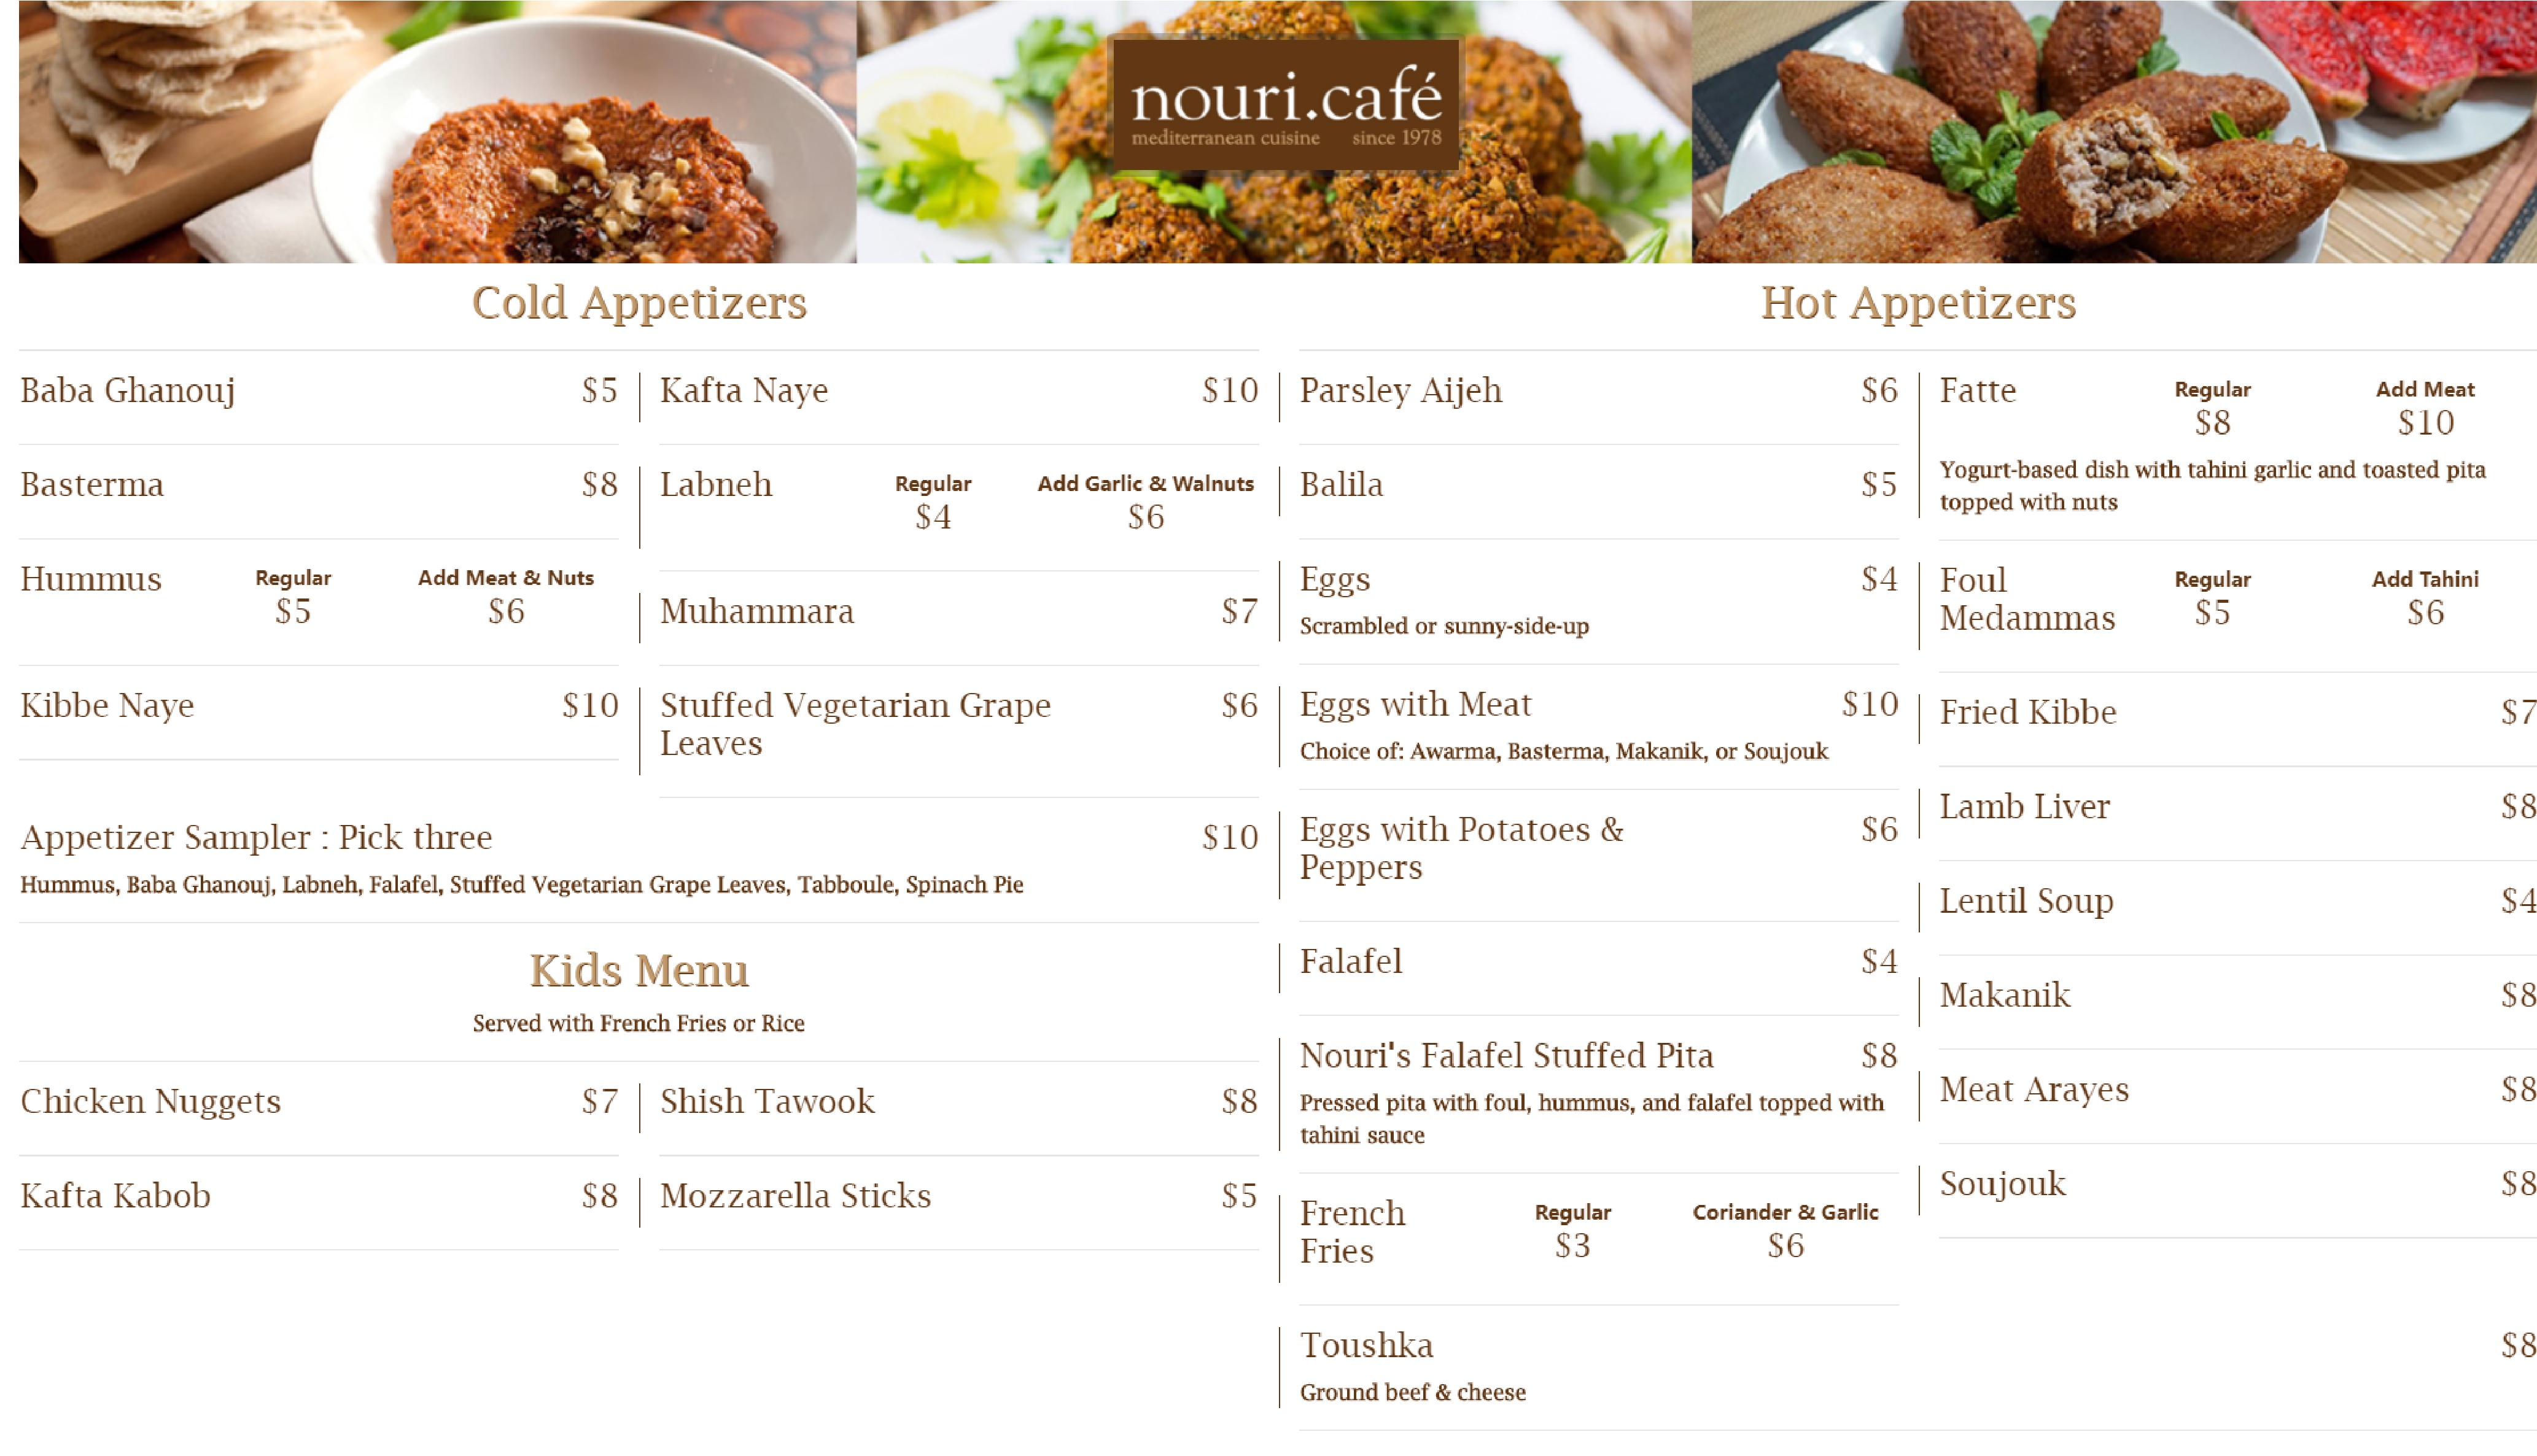 nouri.café
mediterranean cuisine since 1978
Cold Appetizers
Baba Ghanouj $5
Basterma $8
Hummus Regular Add Meat & Nuts
$5 $6
Kibbe Naye $10
Kafta Naye $10
Labneh Regular Add Garlic & Walnuts
$4 $6
Muhammara $7
Stuffed Vegetarian Grape $6
Leaves
Appetizer Sampler : Pick three $10
Hummus, Baba Ghanouj, Labneh, Falafel, Stuffed Vegetarian Grape Leaves, Tabboule, Spinach Pie
Kids Menu
Served with French Fries or Rice
Chicken Nuggets $7
Kafta Kabob $8
Shish Tawook $8
Mozzarella Sticks $5
Hot Appetizers
Parsley Aijeh $6
Balila $5
Eggs $4
Scrambled or sunny-side-up
Eggs with Meat $10
Choice of: Awarma, Basterma, Makanik, or Soujouk
Eggs with Potatoes & $6
Peppers
Falafel $4
Nouri's Falafel Stuffed Pita $8
Pressed pita with foul, hummus, and falafel topped with
tahini sauce
French Regular Coriander & Garlic
Fries $3 $6
Fatte Regular Add Meat
$8 $10
Yogurt-based dish with tahini garlic and toasted pita
topped with nuts
Foul Regular Add Tahini
Medammas $5 $6
Fried Kibbe $7
Lamb Liver $8
Lentil Soup $4
Makanik $8
Meat Arayes $8
Soujouk $8
Toushka $8
Ground beef & cheese